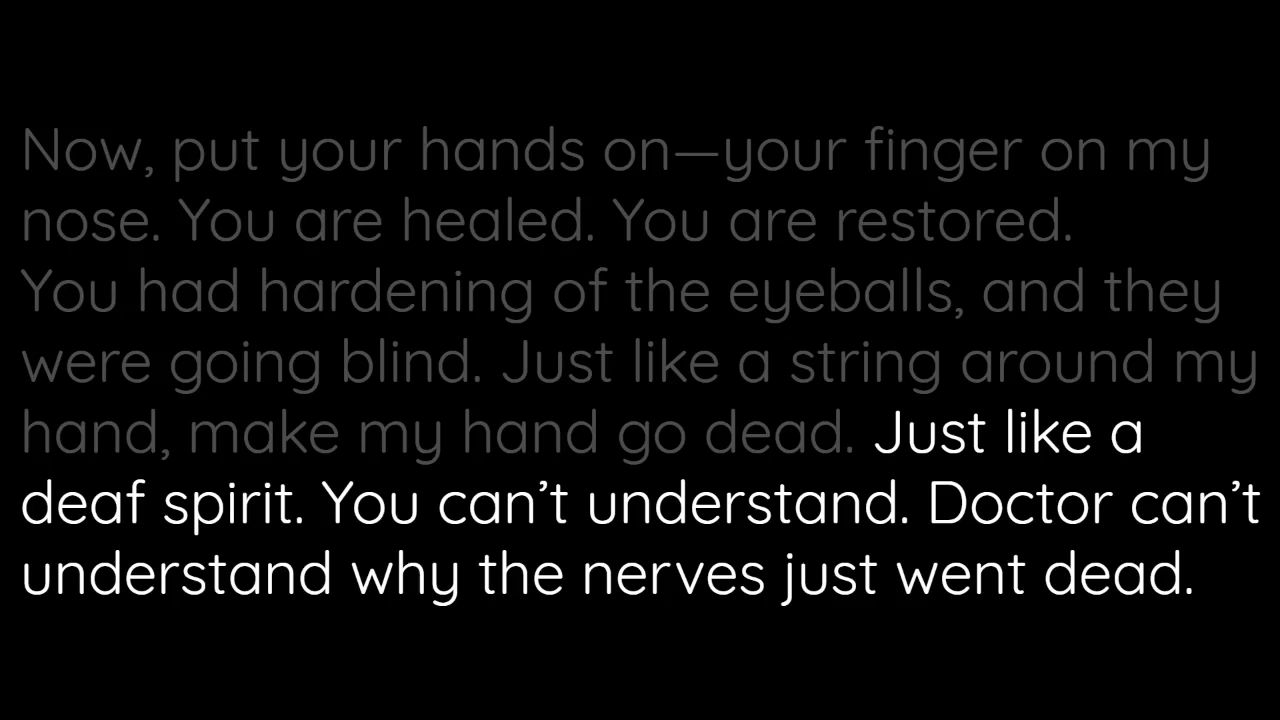 Now, put your hands on—your finger on my
nose. You are healed. You are restored.
You had hardening of the eyeballs, and they
were going blind. Just like a string around my
hand, make my hand go dead. Just like a
deaf spirit. You can’t understand. Doctor can’t
understand why the nerves just went dead.